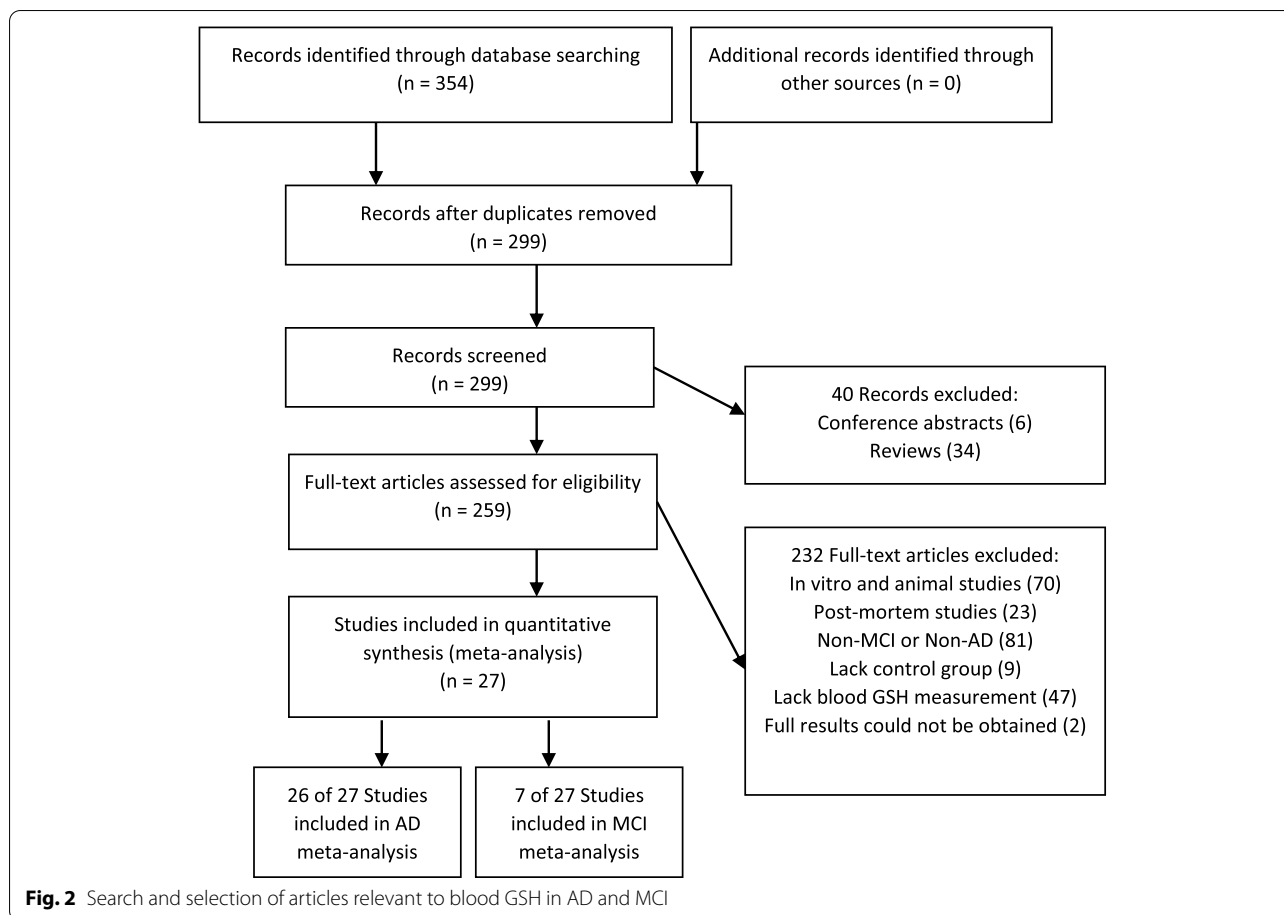 Records identified through database searching
(n = 354)
Additional records identified through
other sources (n = 0)
Records after duplicates removed
(n = 299)
Records screened
(n = 299)
40 Records excluded:
Conference abstracts (6)
Reviews (34)
Full-text articles assessed for eligibility
(n = 259)
232 Full-text articles excluded:
In vitro and animal studies (70)
Post-mortem studies (23)
Non-MCI or Non-AD (81)
Lack control group (9)
Lack blood GSH measurement (47)
Full results could not be obtained (2)
Studies included in quantitative
synthesis (meta-analysis)
(n = 27)
26 of 27 Studies
included in AD
meta-analysis
7 of 27 Studies
included in MCI
meta-analysis
Fig. 2 Search and selection of articles relevant to blood GSH in AD and MCI